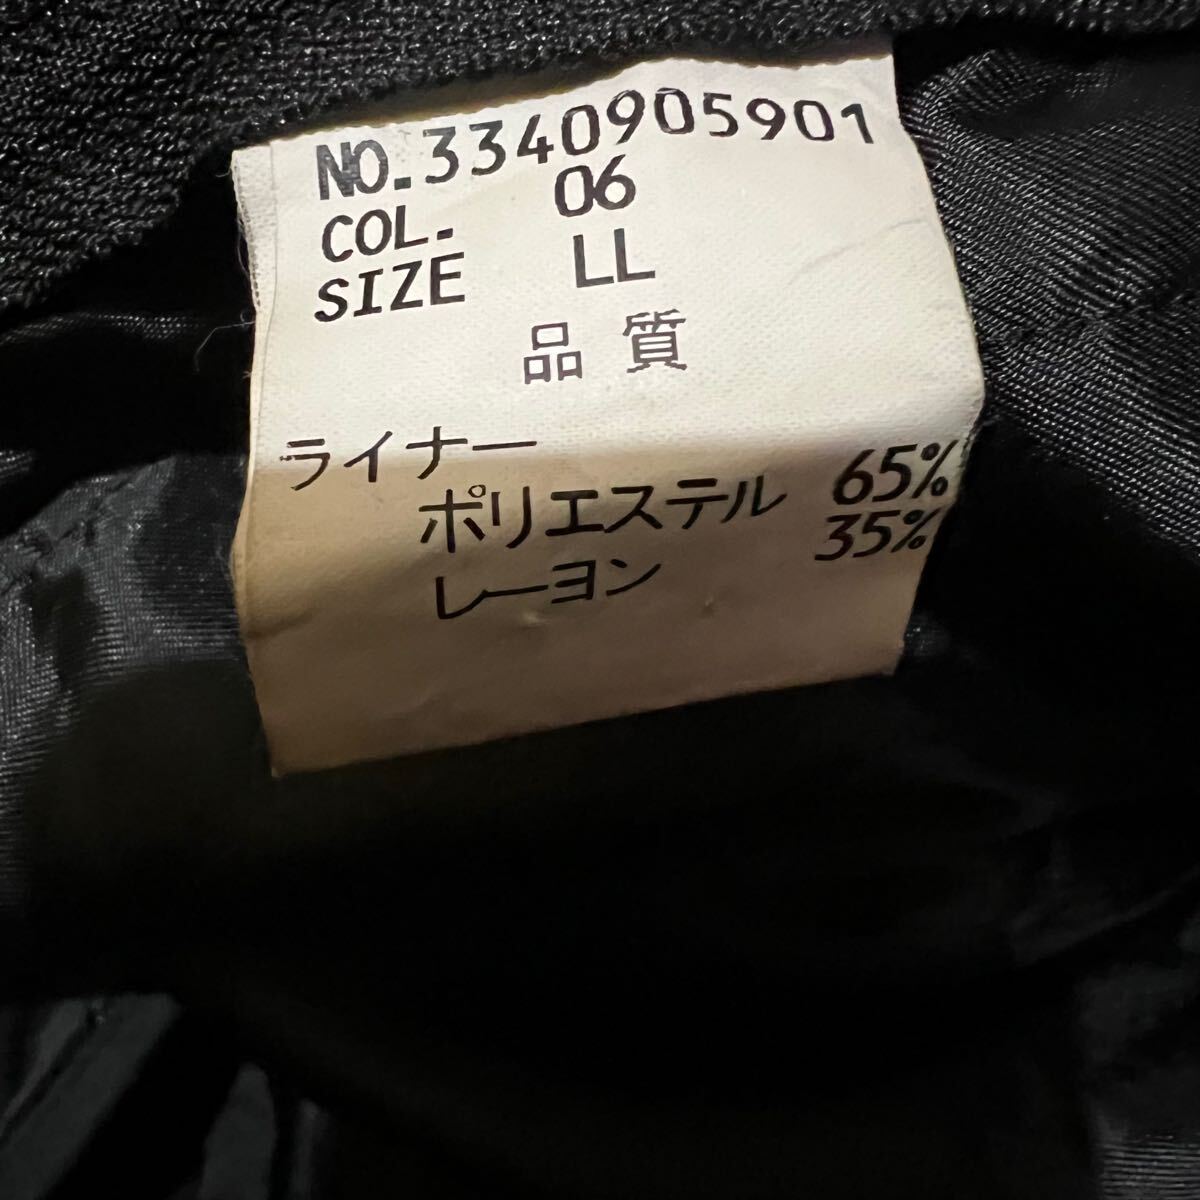 NO.3340905901
COL. 06
SIZE LL
品質
ライナー
ポリエステル 65%
レーヨン 35%